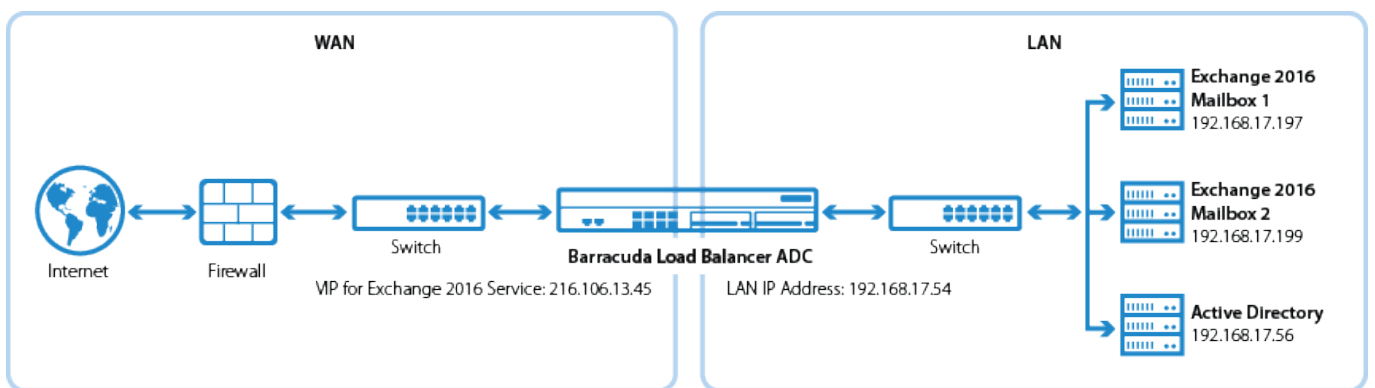 WAN
LAN
Internet
Firewall
Switch
VIP for Exchange 2016 Service: 216.106.13.45
Barracuda Load Balancer ADC
LAN IP Address: 192.168.17.54
Switch
Exchange 2016
Mailbox 1
192.168.17.197
Exchange 2016
Mailbox 2
192.168.17.199
Active Directory
192.168.17.56